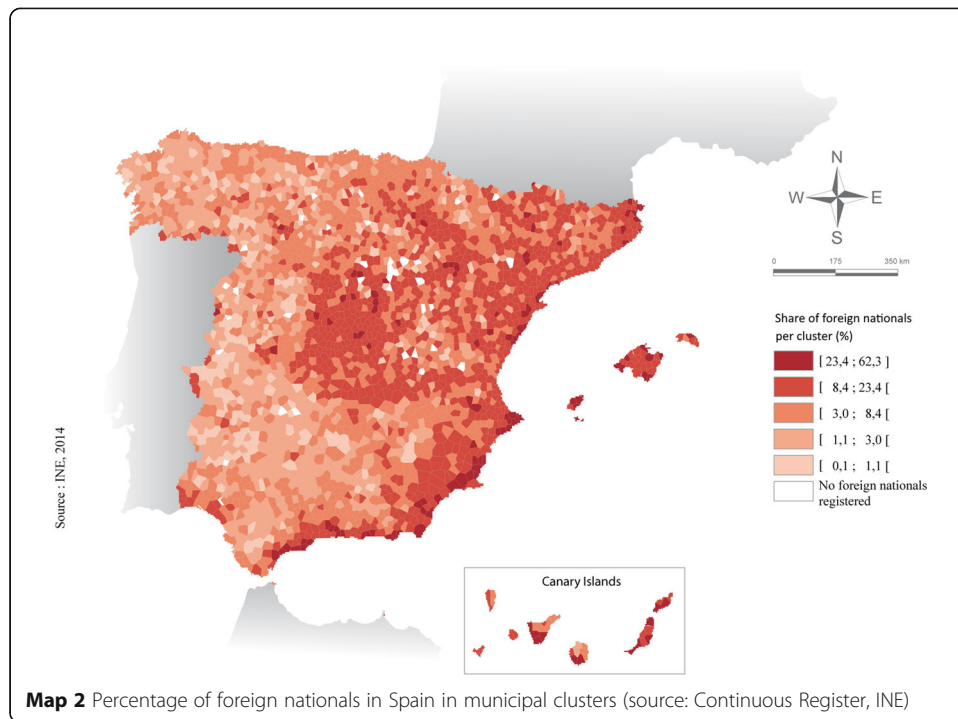 N
W E
S
0 175 350 km
Share of foreign nationals
per cluster (%)
[ 23,4 ; 62,3 ]
[ 8,4 ; 23,4 [
[ 3,0 ; 8,4 [
[ 1,1 ; 3,0 [
[ 0,1 ; 1,1 [
No foreign nationals
registered
Source : INE, 2014
Canary Islands
Map 2 Percentage of foreign nationals in Spain in municipal clusters (source: Continuous Register, INE)